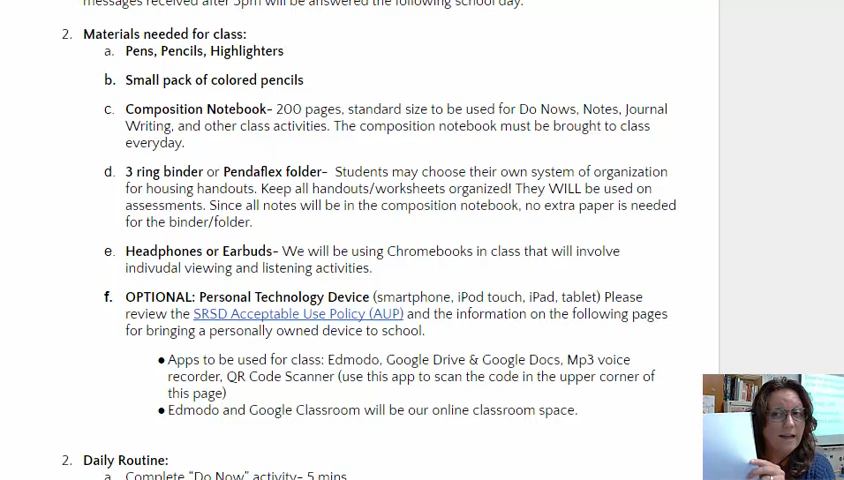 messages received after 5pm will be answered the following school day.
2. Materials needed for class:
a. Pens, Pencils, Highlighters
b. Small pack of colored pencils
c. Composition Notebook- 200 pages, standard size to be used for Do Nows, Notes, Journal
Writing, and other class activities. The composition notebook must be brought to class
everyday.
d. 3 ring binder or Pendaflex folder- Students may choose their own system of organization
for housing handouts. Keep all handouts/worksheets organized! They WILL be used on
assessments. Since all notes will be in the composition notebook, no extra paper is needed
for the binder/folder.
e. Headphones or Earbuds- We will be using Chromebooks in class that will involve
indivudal viewing and listening activities.
f. OPTIONAL: Personal Technology Device (smartphone, iPod touch, iPad, tablet) Please
review the SRSD Acceptable Use Policy (AUP) and the information on the following pages
for bringing a personally owned device to school.
● Apps to be used for class: Edmodo, Google Drive & Google Docs, Mp3 voice
recorder, QR Code Scanner (use this app to scan the code in the upper corner of
this page)
● Edmodo and Google Classroom will be our online classroom space.
2. Daily Routine:
a. Complete “Do Now” activity- 5 mins